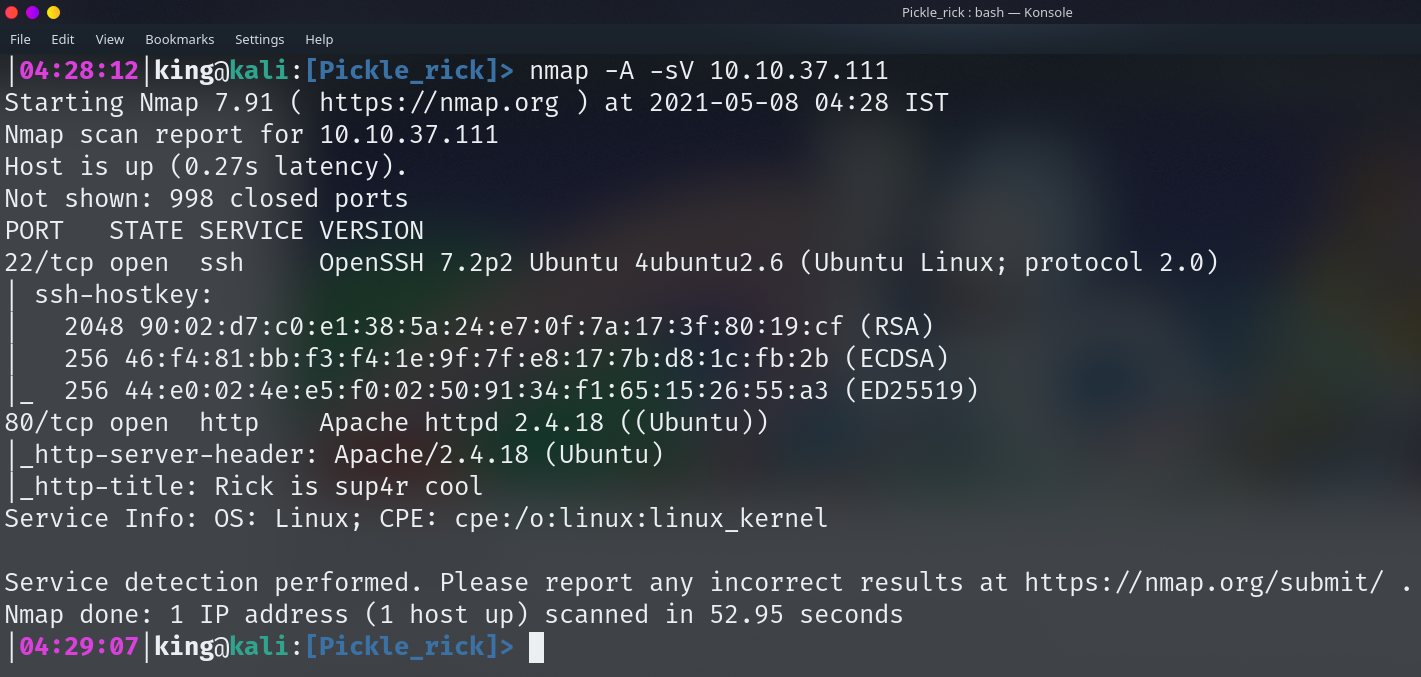 Pickle_rick : bash — Konsole
File Edit View Bookmarks Settings Help
|04:28:12|king@kali:[Pickle_rick]> nmap -A -sV 10.10.37.111
Starting Nmap 7.91 ( https://nmap.org ) at 2021-05-08 04:28 IST
Nmap scan report for 10.10.37.111
Host is up (0.27s latency).
Not shown: 998 closed ports
PORT   STATE SERVICE VERSION
22/tcp open  ssh     OpenSSH 7.2p2 Ubuntu 4ubuntu2.6 (Ubuntu Linux; protocol 2.0)
| ssh-hostkey:
|   2048 90:02:d7:c0:e1:38:5a:24:e7:0f:7a:17:3f:80:19:cf (RSA)
|   256 46:f4:81:bb:f3:f4:1e:9f:7f:e8:17:7b:d8:1c:fb:2b (ECDSA)
|_  256 44:e0:02:4e:e5:f0:02:50:91:34:f1:65:15:26:55:a3 (ED25519)
80/tcp open  http    Apache httpd 2.4.18 ((Ubuntu))
|_http-server-header: Apache/2.4.18 (Ubuntu)
|_http-title: Rick is sup4r cool
Service Info: OS: Linux; CPE: cpe:/o:linux:linux_kernel
Service detection performed. Please report any incorrect results at https://nmap.org/submit/ .
Nmap done: 1 IP address (1 host up) scanned in 52.95 seconds
|04:29:07|king@kali:[Pickle_rick]>